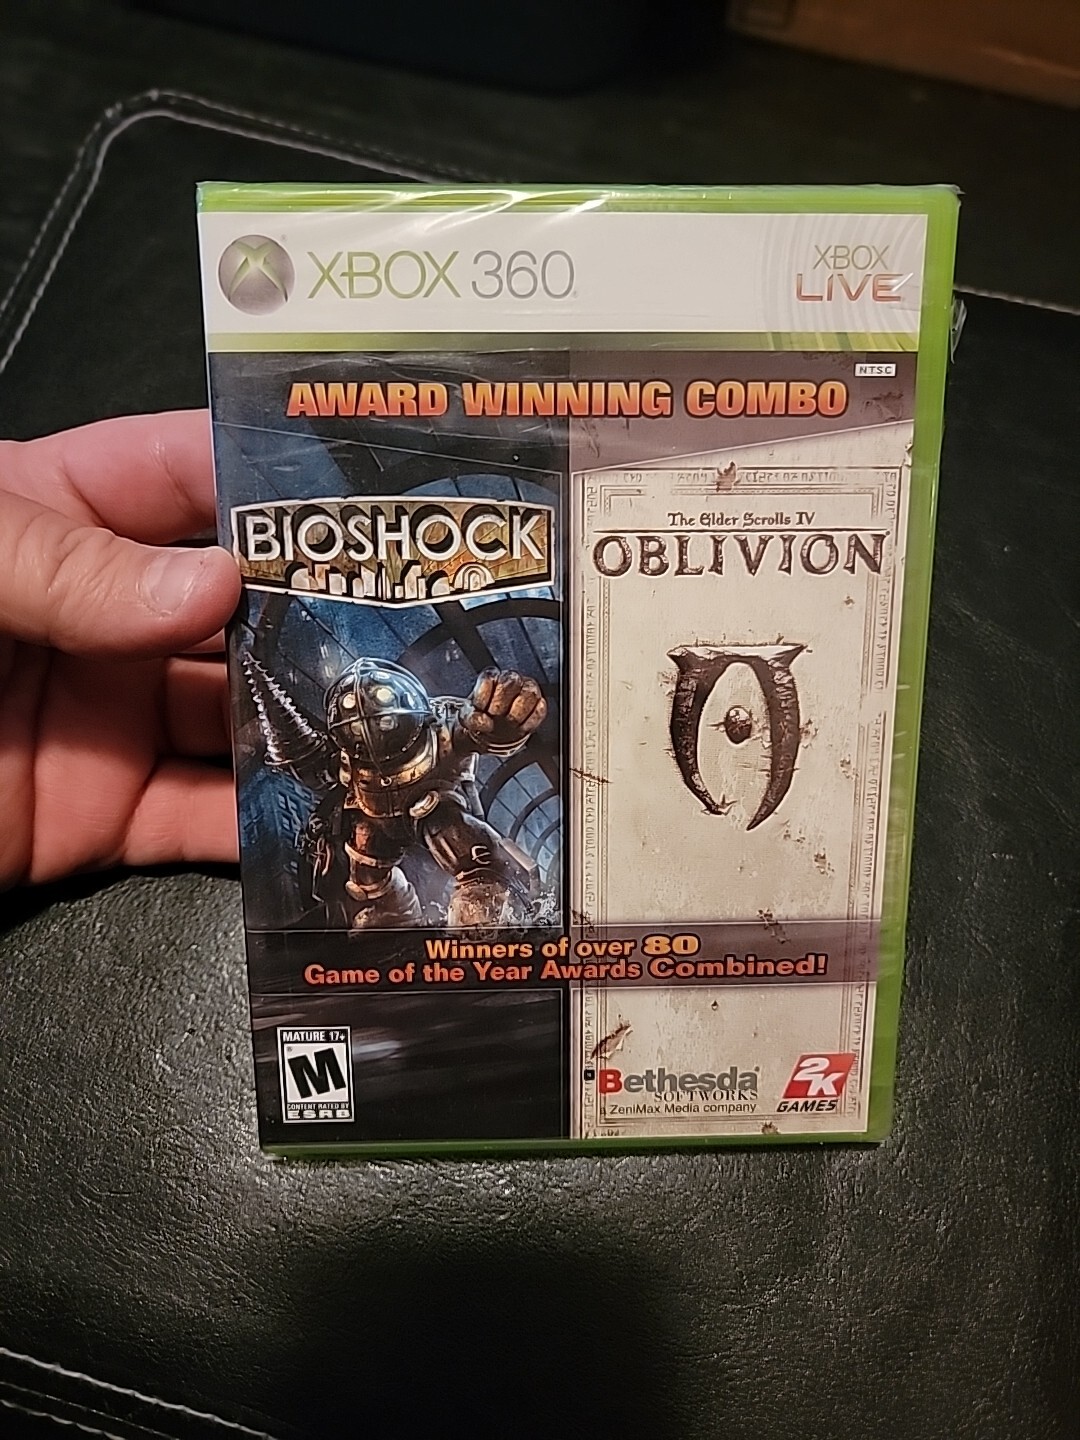 XBOX 360
XBOX
LIVE
NTSC
AWARD WINNING COMBO
BIOSHOCK
The Elder Scrolls IV
OBLIVION
Winners of over 80
Game of the Year Awards Combined!
MATURE 17+
M
CONTENT RATED BY
ESRB
Bethesda
SOFTWORKS
a ZeniMax Media company
2K
GAMES